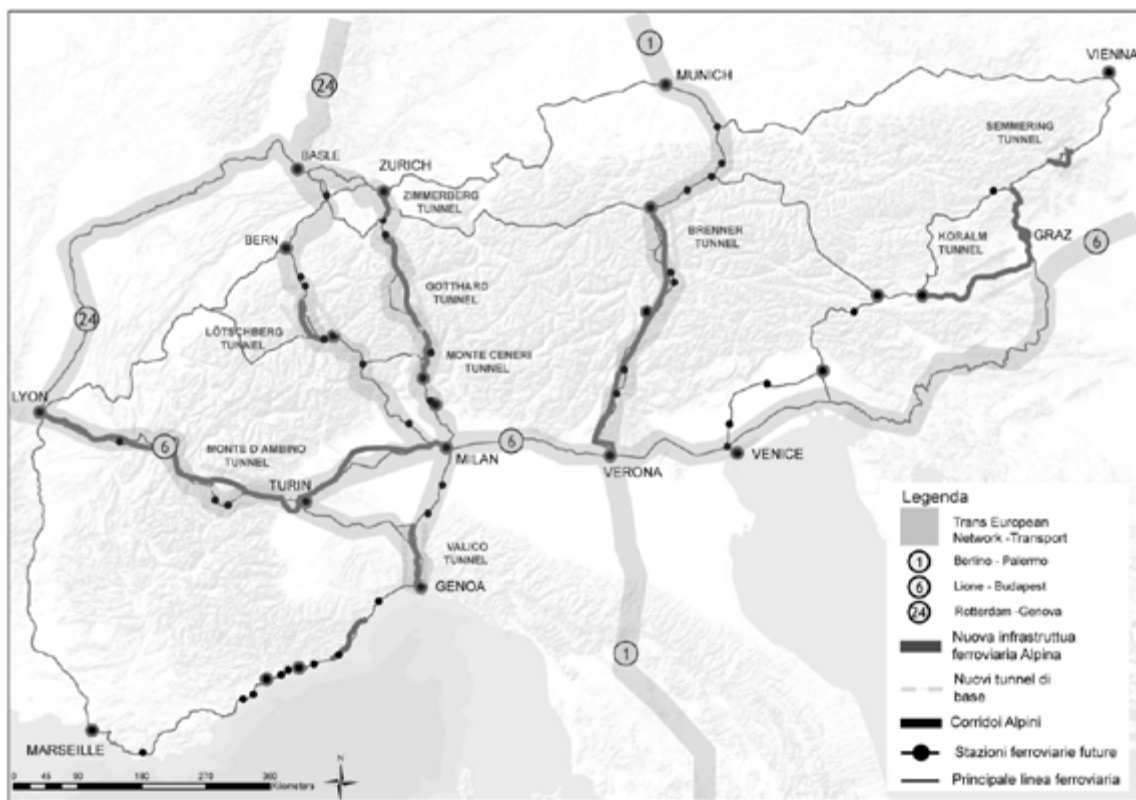 1
MUNICH
VIENNA
24
SEMMERING
TUNNEL
BASLE
ZURICH
ZIMMERBERG
TUNNEL
BERN
BRENNER
TUNNEL
KORALM
TUNNEL
GRAZ
6
GOTTHARD
TUNNEL
24
LÖTSCHBERG
TUNNEL
MONTE CENERI
TUNNEL
LYON
6
MONTE D'AMBINO
TUNNEL
TURIN
MILAN
6
VERONA
VENICE
VALICO
TUNNEL
GENOA
1
MARSEILLE
N
0 45 90 180 270 360
Kilometers
Legenda
Trans European
Network -Transport
1 Berlino - Palermo
6 Lione - Budapest
24 Rotterdam -Genova
Nuova infrastruttua
ferroviaria Alpina
Nuovi tunnel di
base
Corridoi Alpini
Stazioni ferroviarie future
Principale linea ferroviaria